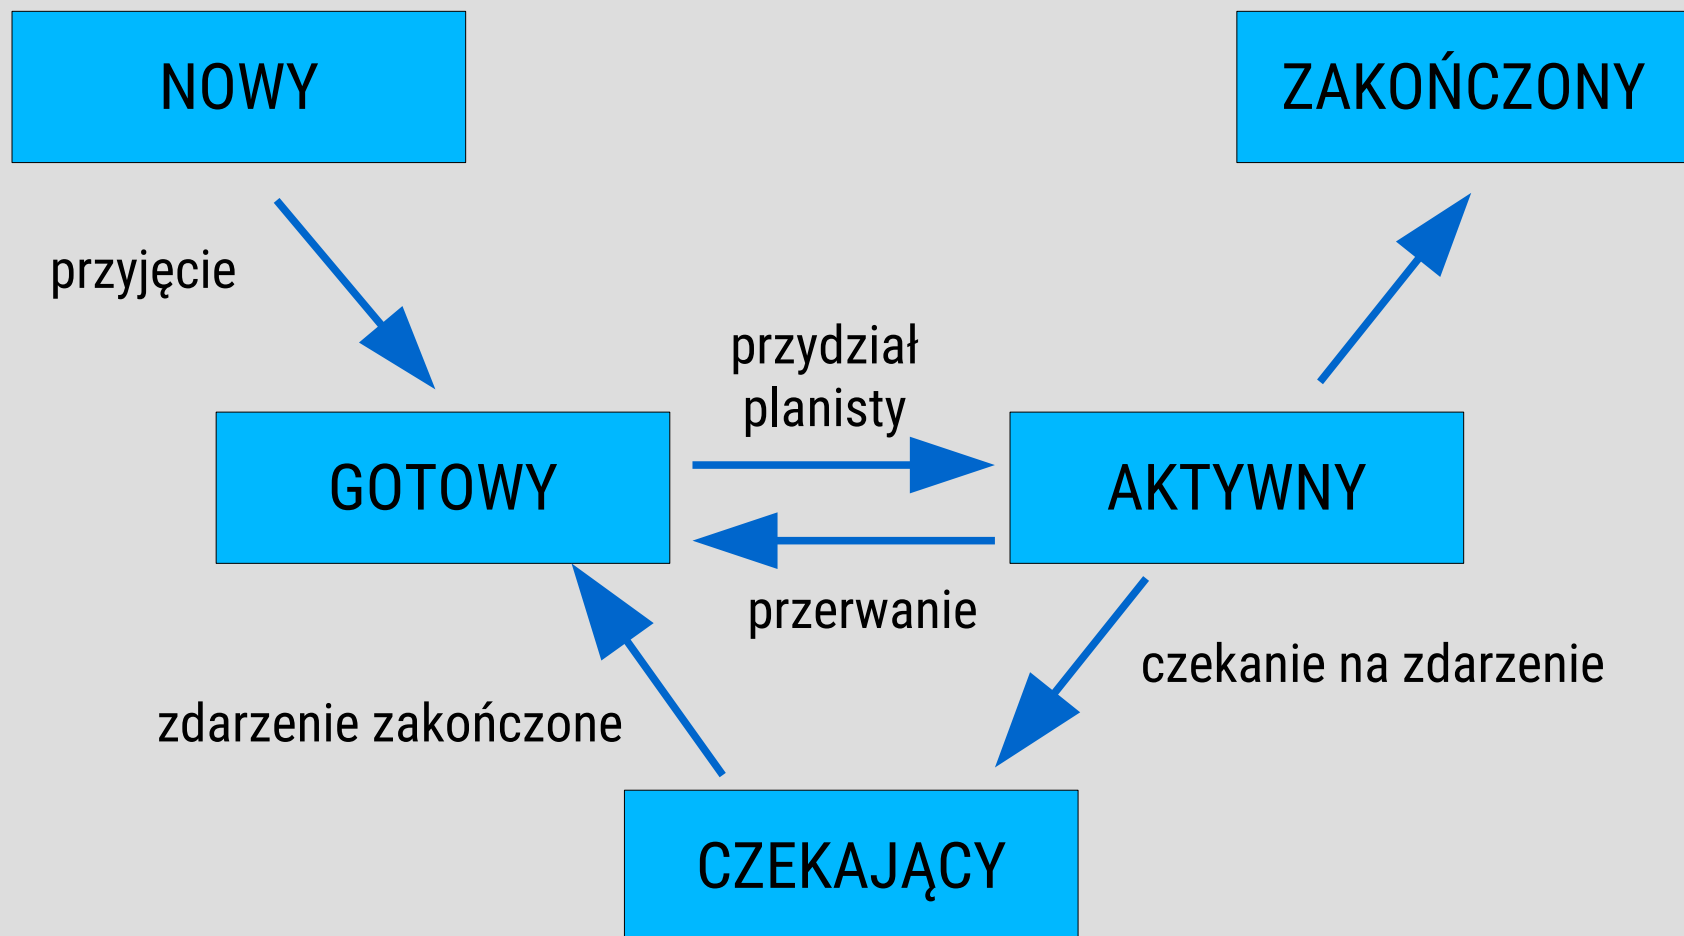 NOWY
ZAKOŃCZONY
przyjęcie
przydział
planisty
GOTOWY
AKTYWNY
przerwanie
czekanie na zdarzenie
zdarzenie zakończone
CZEKAJĄCY